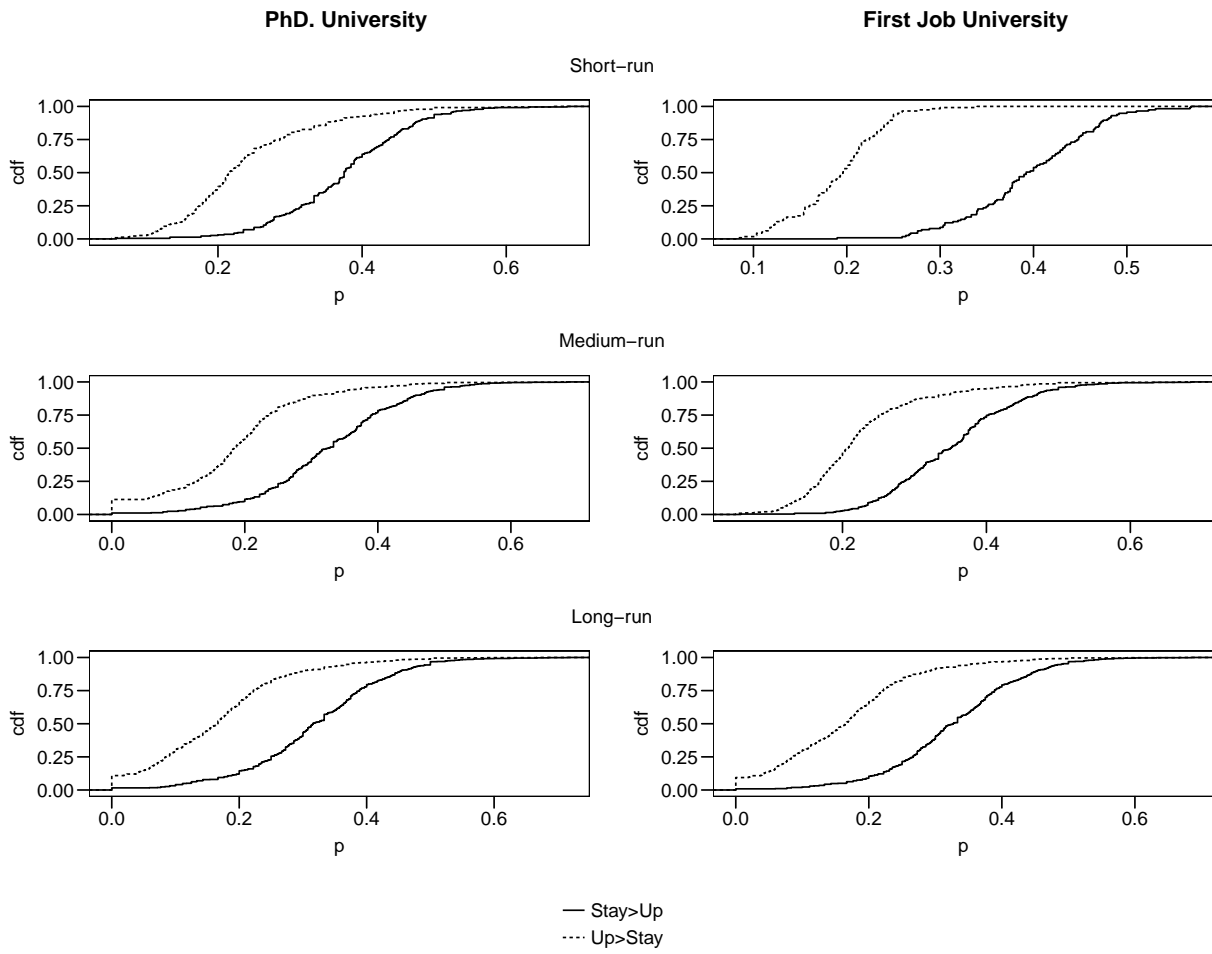 PhD. University
First Job University
Short−run
1.00
0.75
0.50
0.25
0.00
cdf
0.2 0.4 0.6
p
1.00
0.75
0.50
0.25
0.00
cdf
0.1 0.2 0.3 0.4 0.5
p
Medium−run
1.00
0.75
0.50
0.25
0.00
cdf
0.0 0.2 0.4 0.6
p
1.00
0.75
0.50
0.25
0.00
cdf
0.2 0.4 0.6
p
Long−run
1.00
0.75
0.50
0.25
0.00
cdf
0.0 0.2 0.4 0.6
p
1.00
0.75
0.50
0.25
0.00
cdf
0.0 0.2 0.4 0.6
p
Stay>Up
Up>Stay